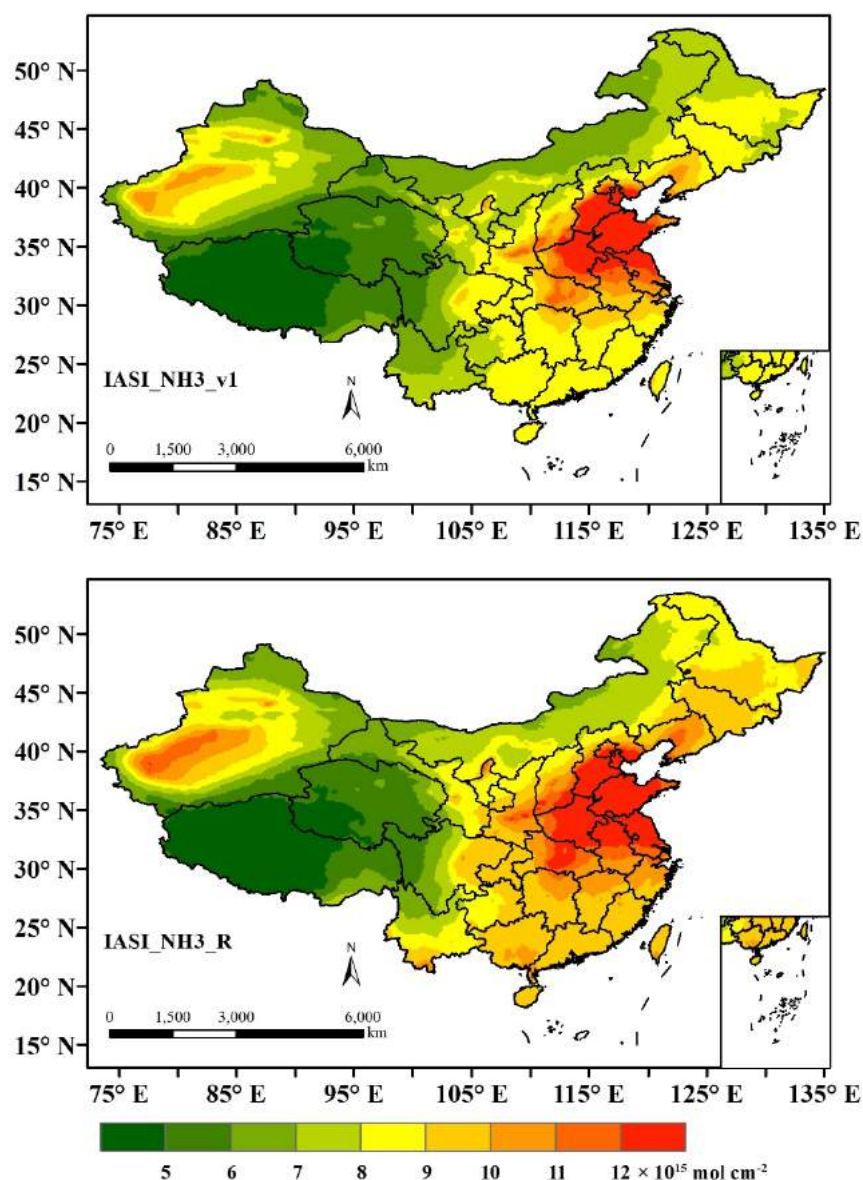 50° N
45° N
40° N
35° N
30° N
25° N
20° N
15° N
IASI_NH3_v1
N
0 1,500 3,000 6,000
km
75° E 85° E 95° E 105° E 115° E 125° E 135° E
50° N
45° N
40° N
35° N
30° N
25° N
20° N
15° N
IASI_NH3_R
N
0 1,500 3,000 6,000
km
75° E 85° E 95° E 105° E 115° E 125° E 135° E
5 6 7 8 9 10 11 12 × 10¹⁵ mol cm⁻²